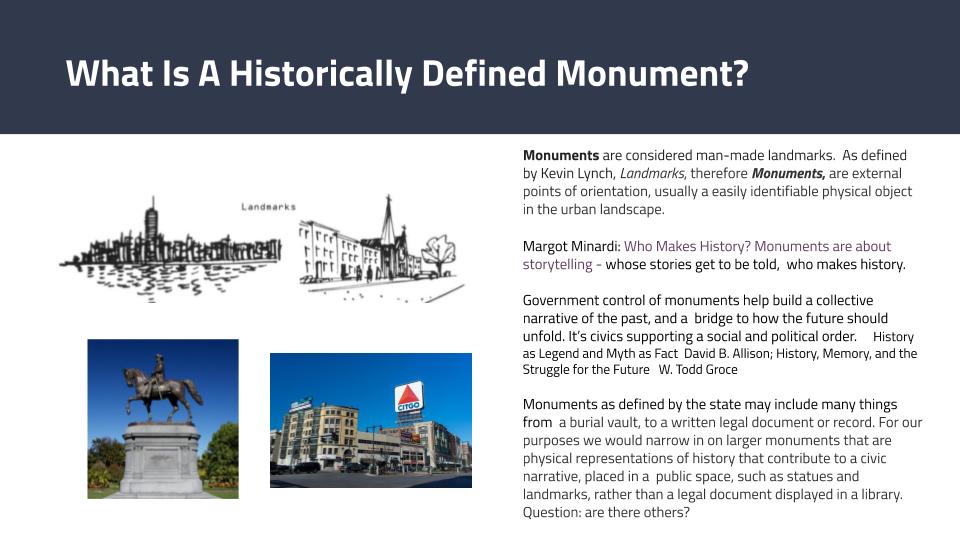 What Is A Historically Defined Monument?
Landmarks
CITGO
Monuments are considered man-made landmarks.  As defined
by Kevin Lynch, Landmarks, therefore Monuments, are external
points of orientation, usually a easily identifiable physical object
in the urban landscape.
Margot Minardi: Who Makes History? Monuments are about
storytelling - whose stories get to be told,  who makes history.
Government control of monuments help build a collective
narrative of the past, and a  bridge to how the future should
unfold. It’s civics supporting a social and political order.    History
as Legend and Myth as Fact  David B. Allison; History, Memory, and the
Struggle for the Future   W. Todd Groce
Monuments as defined by the state may include many things
from  a burial vault, to a written legal document or record. For our
purposes we would narrow in on larger monuments that are
physical representations of history that contribute to a civic
narrative, placed in a  public space, such as statues and
landmarks, rather than a legal document displayed in a library.
Question: are there others?